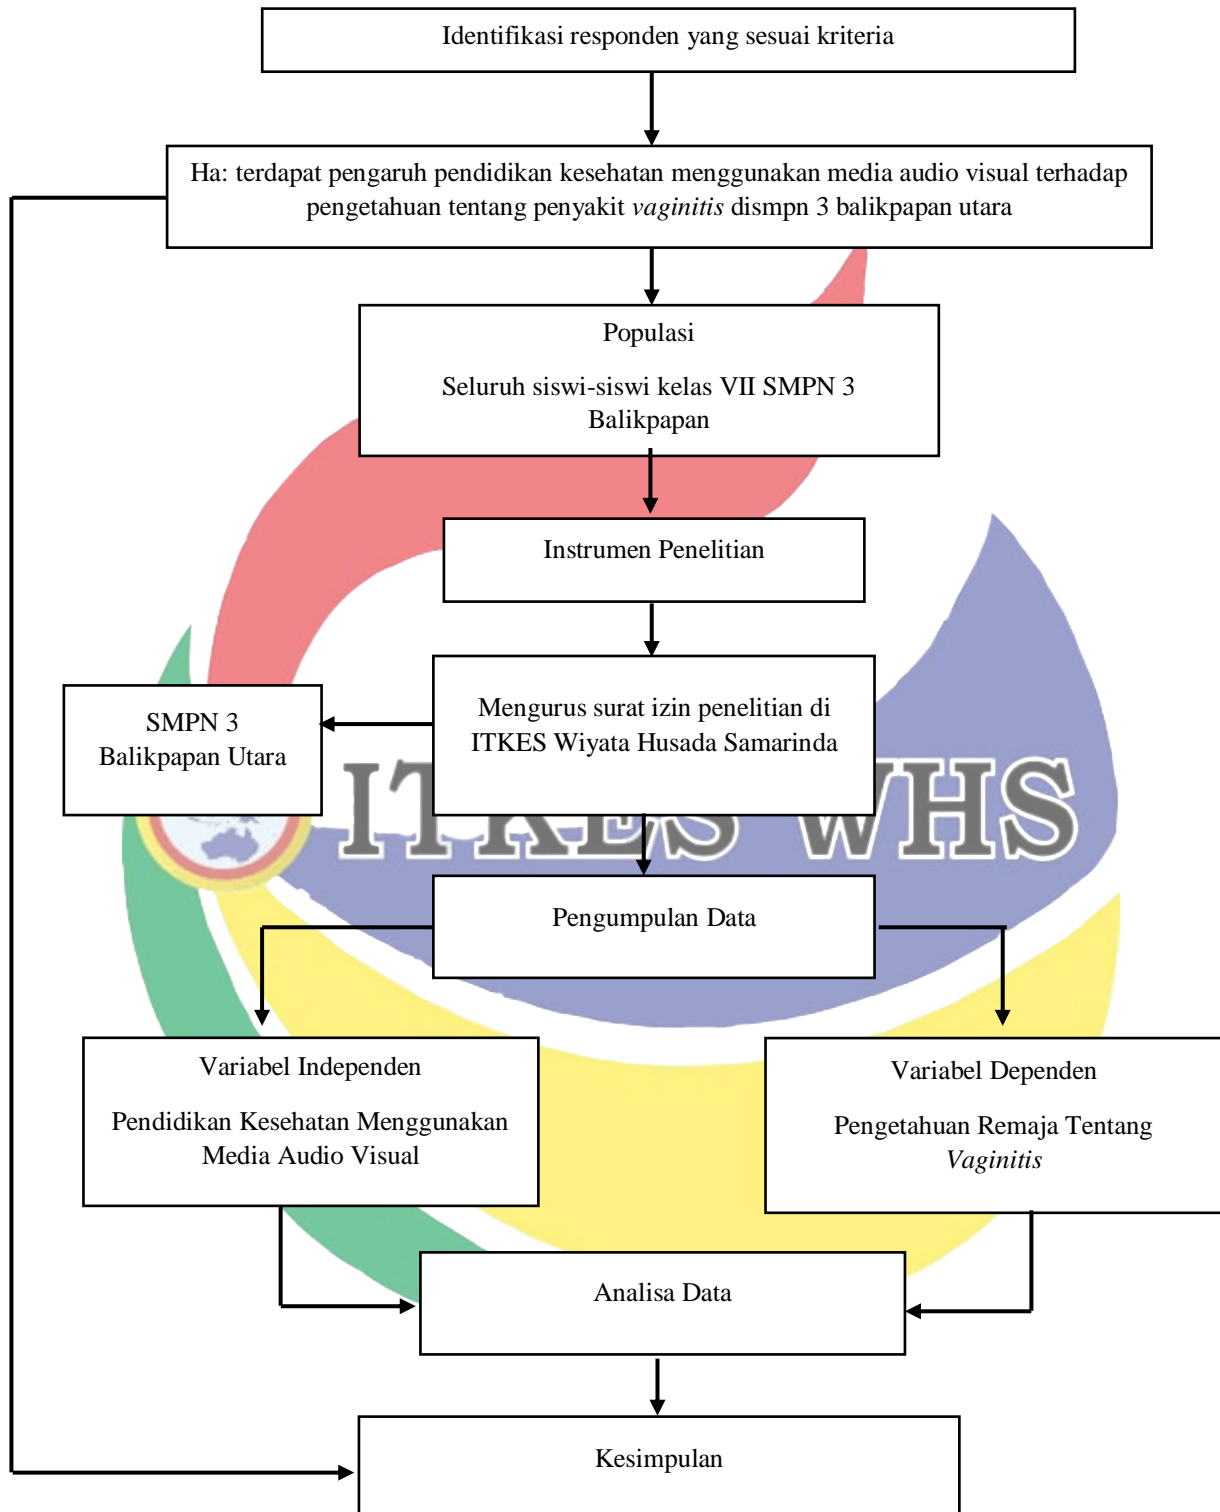 Identifikasi responden yang sesuai kriteria
Ha: terdapat pengaruh pendidikan kesehatan menggunakan media audio visual terhadap
pengetahuan tentang penyakit vaginitis dismpn 3 balikpapan utara
Populasi
Seluruh siswi-siswi kelas VII SMPN 3
Balikpapan
Instrumen Penelitian
Mengurus surat izin penelitian di
ITKES Wiyata Husada Samarinda
SMPN 3
Balikpapan Utara
ITKES WHS
Pengumpulan Data
Variabel Independen
Pendidikan Kesehatan Menggunakan
Media Audio Visual
Variabel Dependen
Pengetahuan Remaja Tentang
Vaginitis
Analisa Data
Kesimpulan